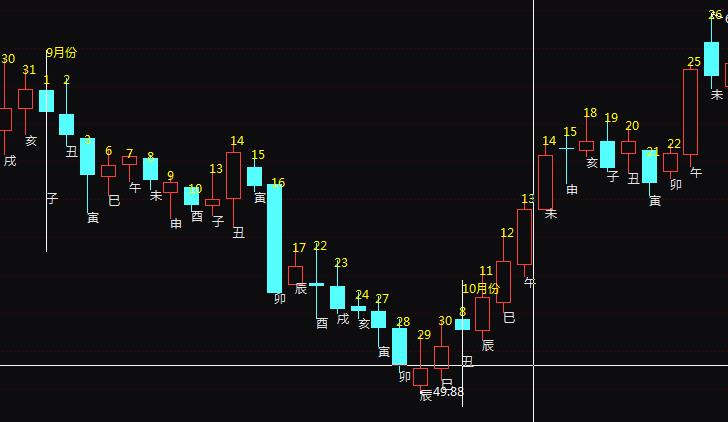 30
戌
31
亥
9月份
1
子
2
丑
3
寅
6
巳
7
午
8
未
9
申
10
酉
13
子
14
丑
15
寅
16
卯
17
辰
22
酉
23
戌
24
亥
27
寅
28
卯
29
辰
30
巳
49.88
10月份
8
丑
11
辰
12
巳
13
午
14
未
15
申
18
亥
19
子
20
丑
21
寅
22
卯
25
午
26
未